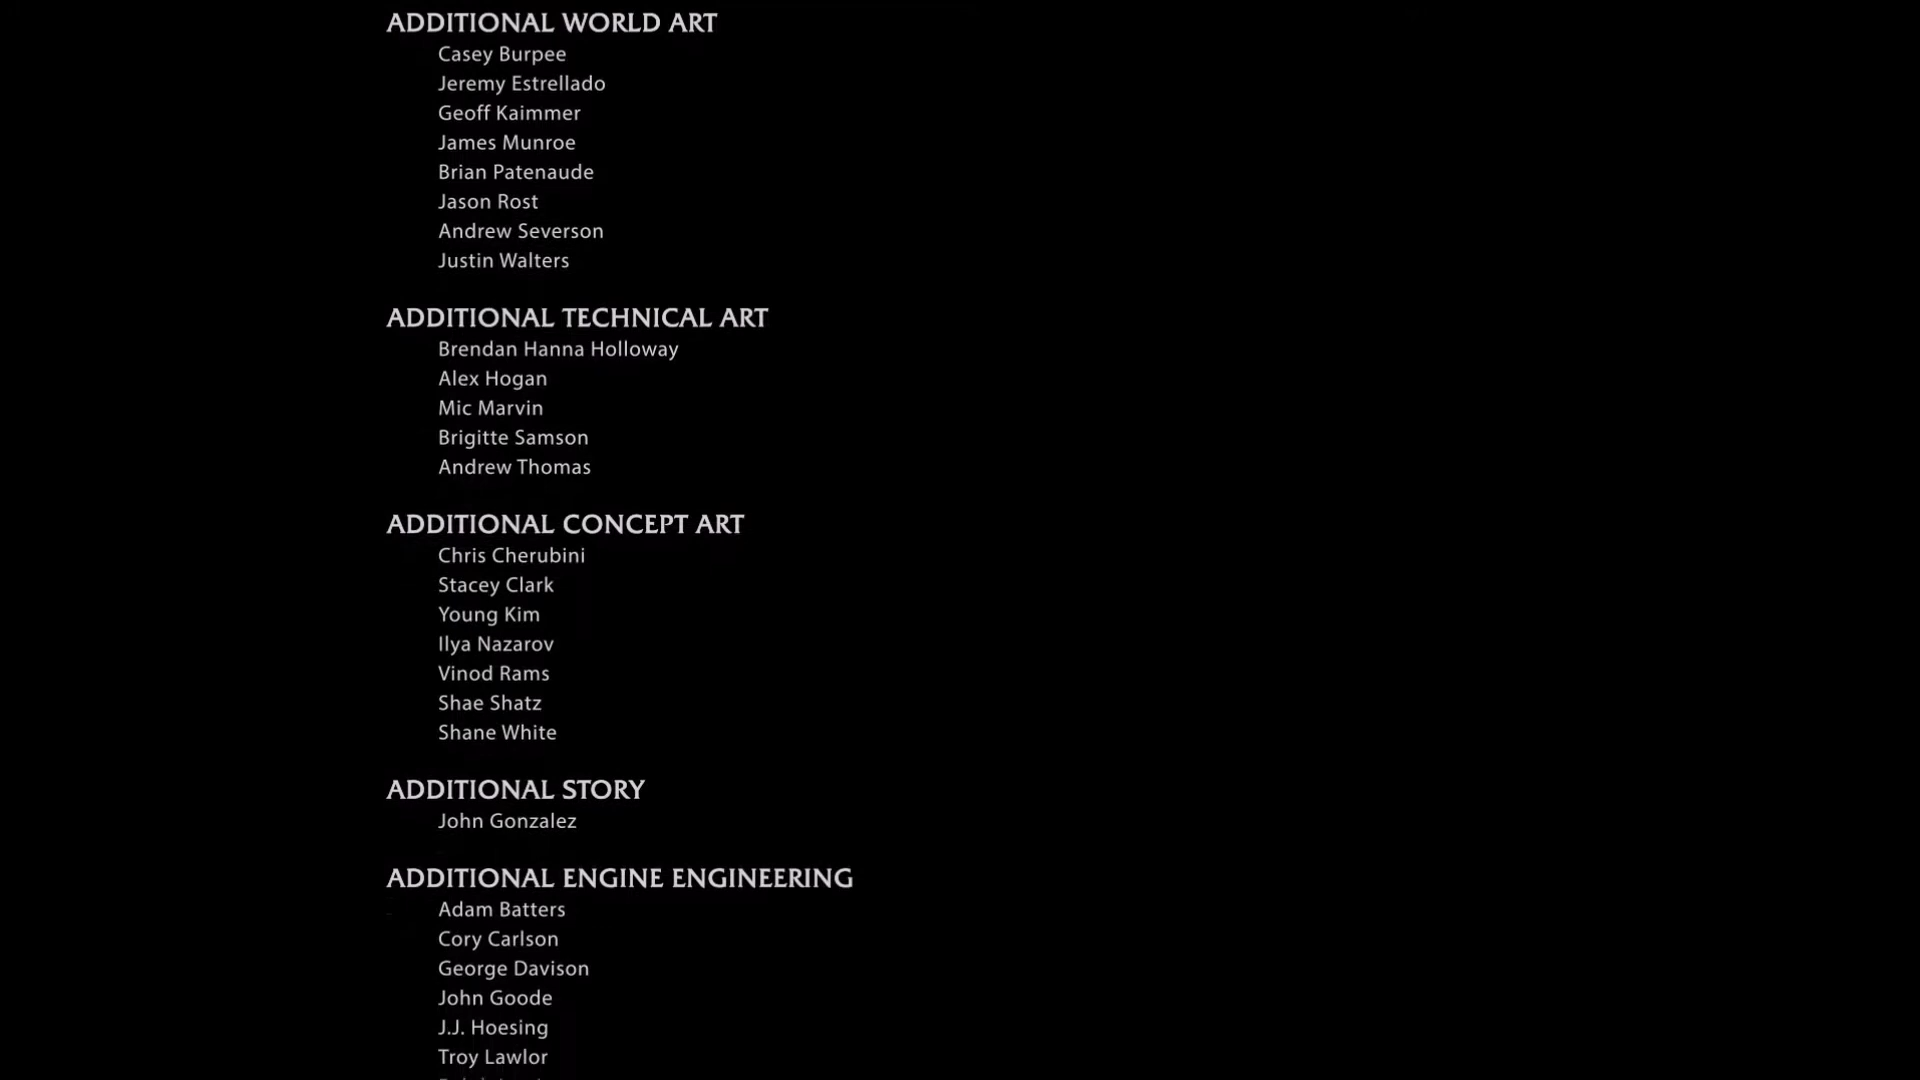 ADDITIONAL WORLD ART
Casey Burpee
Jeremy Estrellado
Geoff Kaimmer
James Munroe
Brian Patenaude
Jason Rost
Andrew Severson
Justin Walters
ADDITIONAL TECHNICAL ART
Brendan Hanna Holloway
Alex Hogan
Mic Marvin
Brigitte Samson
Andrew Thomas
ADDITIONAL CONCEPT ART
Chris Cherubini
Stacey Clark
Young Kim
Ilya Nazarov
Vinod Rams
Shae Shatz
Shane White
ADDITIONAL STORY
John Gonzalez
ADDITIONAL ENGINE ENGINEERING
Adam Batters
Cory Carlson
George Davison
John Goode
J.J. Hoesing
Troy Lawlor